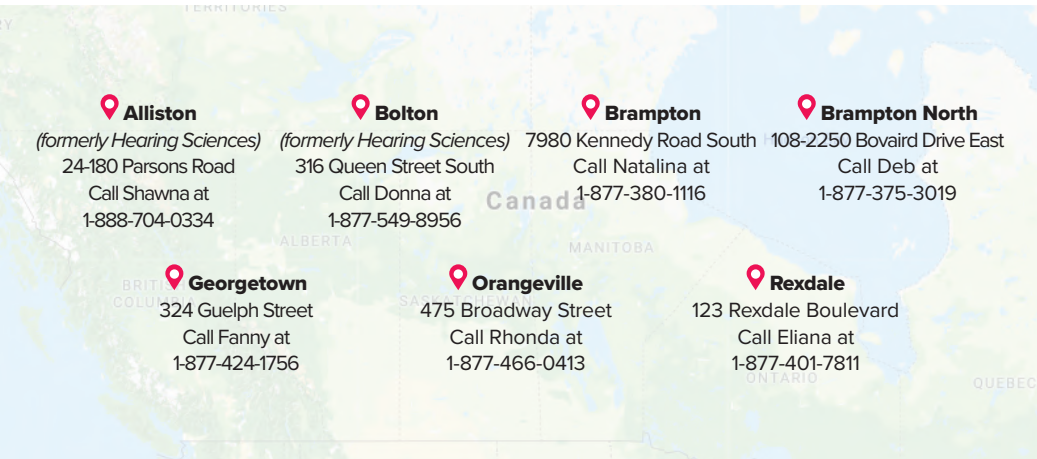 TERRITORIES
Alliston
(formerly Hearing Sciences)
24-180 Parsons Road
Call Shawna at
1-888-704-0334
Bolton
(formerly Hearing Sciences)
316 Queen Street South
Call Donna at
1-877-549-8956
Brampton
7980 Kennedy Road South
Call Natalina at
1-877-380-1116
Brampton North
108-2250 Bovaird Drive East
Call Deb at
1-877-375-3019
Canada
ALBERTA
MANITOBA
Georgetown
324 Guelph Street
Call Fanny at
1-877-424-1756
Orangeville
475 Broadway Street
Call Rhonda at
1-877-466-0413
Rexdale
123 Rexdale Boulevard
Call Eliana at
1-877-401-7811
BRITISH
COLUMBIA
SASKATCHEWAN
ONTARIO
QUEBEC